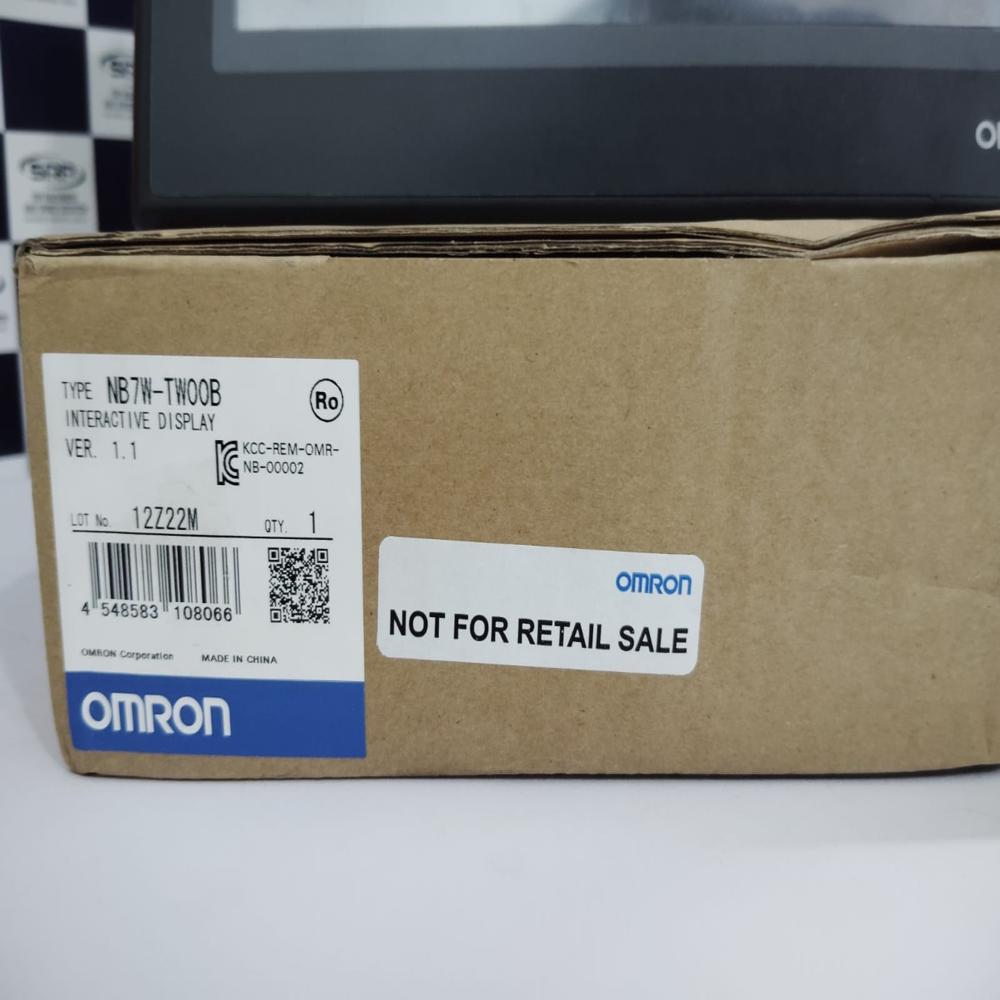 TYPE NB7W-TW00B
Ro
INTERACTIVE DISPLAY
VER. 1.1
KCC-REM-OMR-
NB-00002
LOT No. 12Z22M QTY. 1
4 548583 108066
OMRON Corporation MADE IN CHINA
OMRON
OMRON
NOT FOR RETAIL SALE